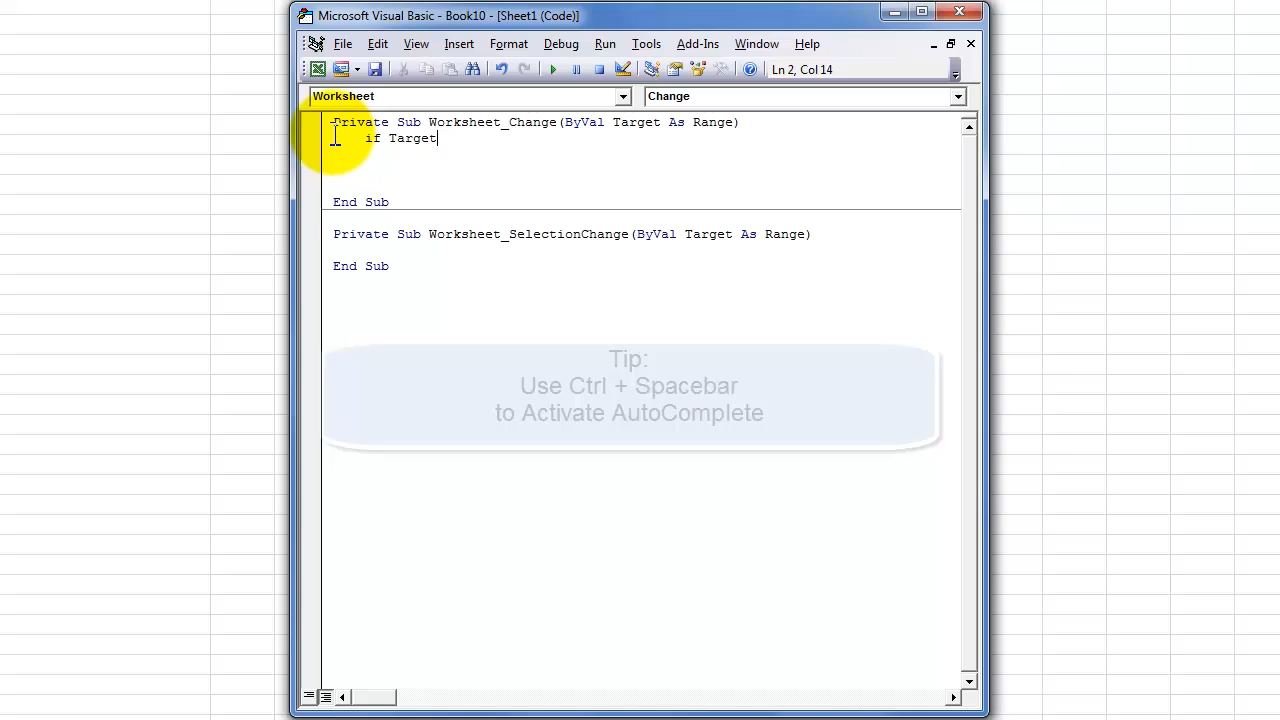 Microsoft Visual Basic - Book10 - [Sheet1 (Code)]
File Edit View Insert Format Debug Run Tools Add-Ins Window Help
Ln 2, Col 14
Worksheet Change
Private Sub Worksheet_Change(ByVal Target As Range)
if Target
End Sub
Private Sub Worksheet_SelectionChange(ByVal Target As Range)
End Sub
Tip:
Use Ctrl + Spacebar
to Activate AutoComplete